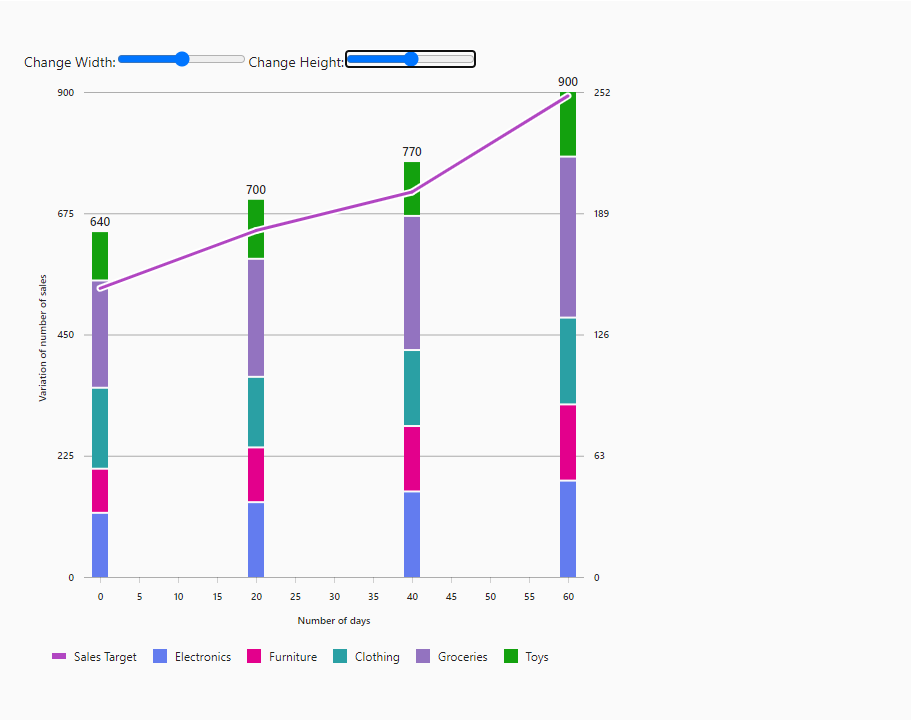 Change Width: Change Height:
900
770
700
640
900 252
675 189
450 126
225 63
0 0
Variation of number of sales
0 5 10 15 20 25 30 35 40 45 50 55 60
Number of days
Sales Target Electronics Furniture Clothing Groceries Toys